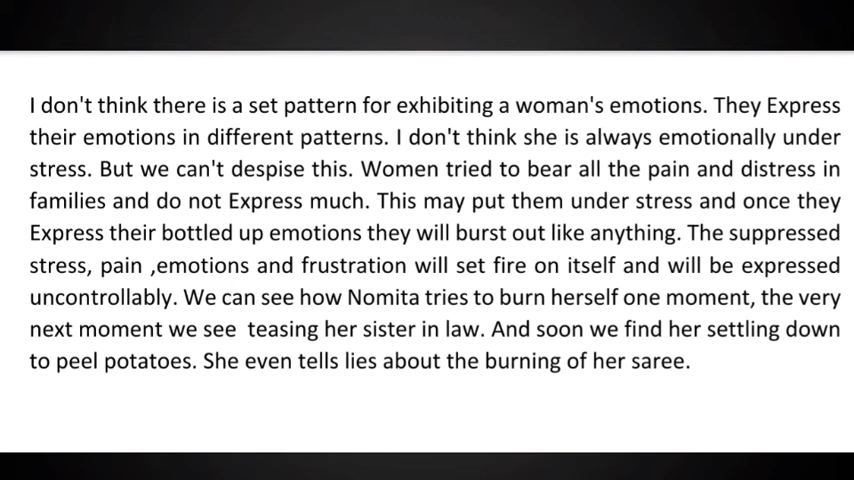 I don't think there is a set pattern for exhibiting a woman's emotions. They Express
their emotions in different patterns. I don't think she is always emotionally under
stress. But we can't despise this. Women tried to bear all the pain and distress in
families and do not Express much. This may put them under stress and once they
Express their bottled up emotions they will burst out like anything. The suppressed
stress, pain ,emotions and frustration will set fire on itself and will be expressed
uncontrollably. We can see how Nomita tries to burn herself one moment, the very
next moment we see  teasing her sister in law. And soon we find her settling down
to peel potatoes. She even tells lies about the burning of her saree.